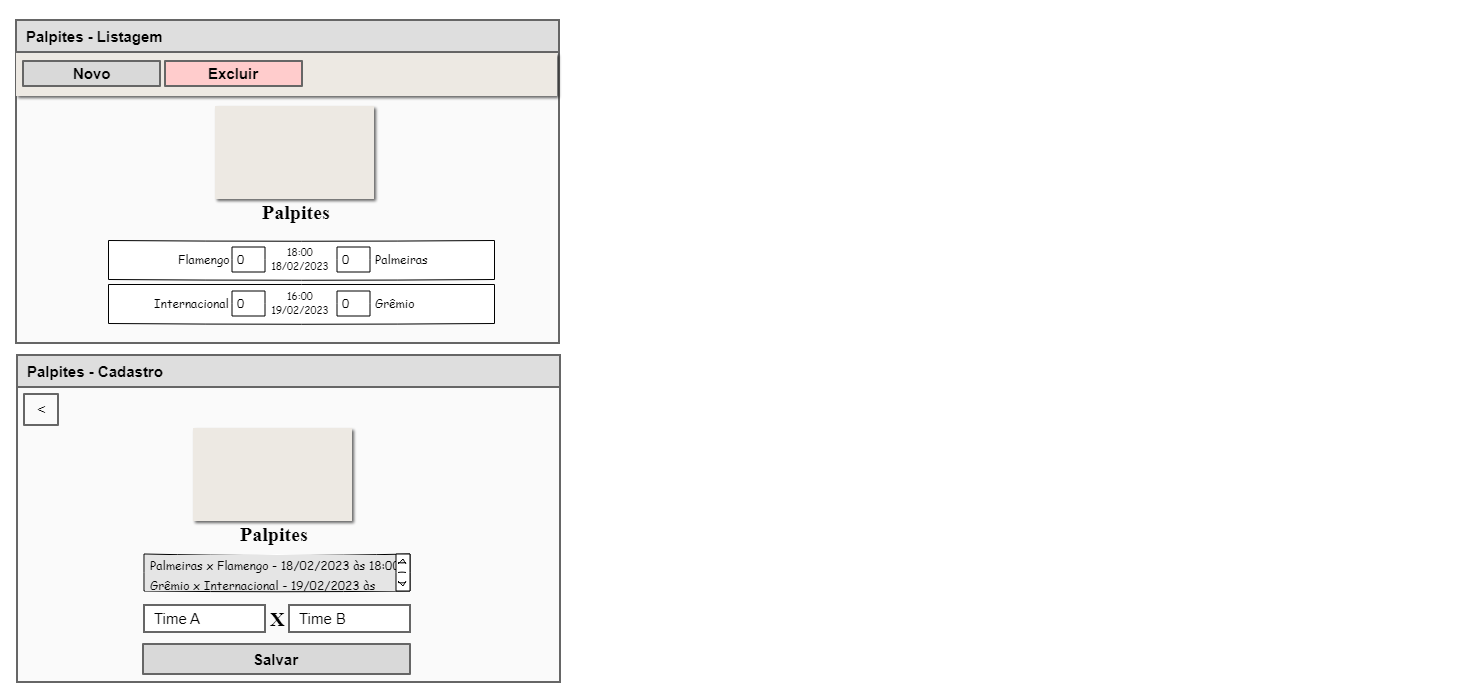 Palpites - Listagem
Novo Excluir
Palpites
Flamengo 0 18:00 18/02/2023 0 Palmeiras
Internacional 0 16:00 19/02/2023 0 Grêmio
Palpites - Cadastro
<
Palpites
Palmeiras x Flamengo - 18/02/2023 às 18:00
Grêmio x Internacional - 19/02/2023 às
Time A X Time B
Salvar